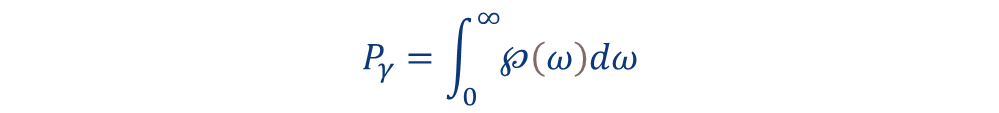 P_γ = ∫_0^∞ ℘(ω)dω